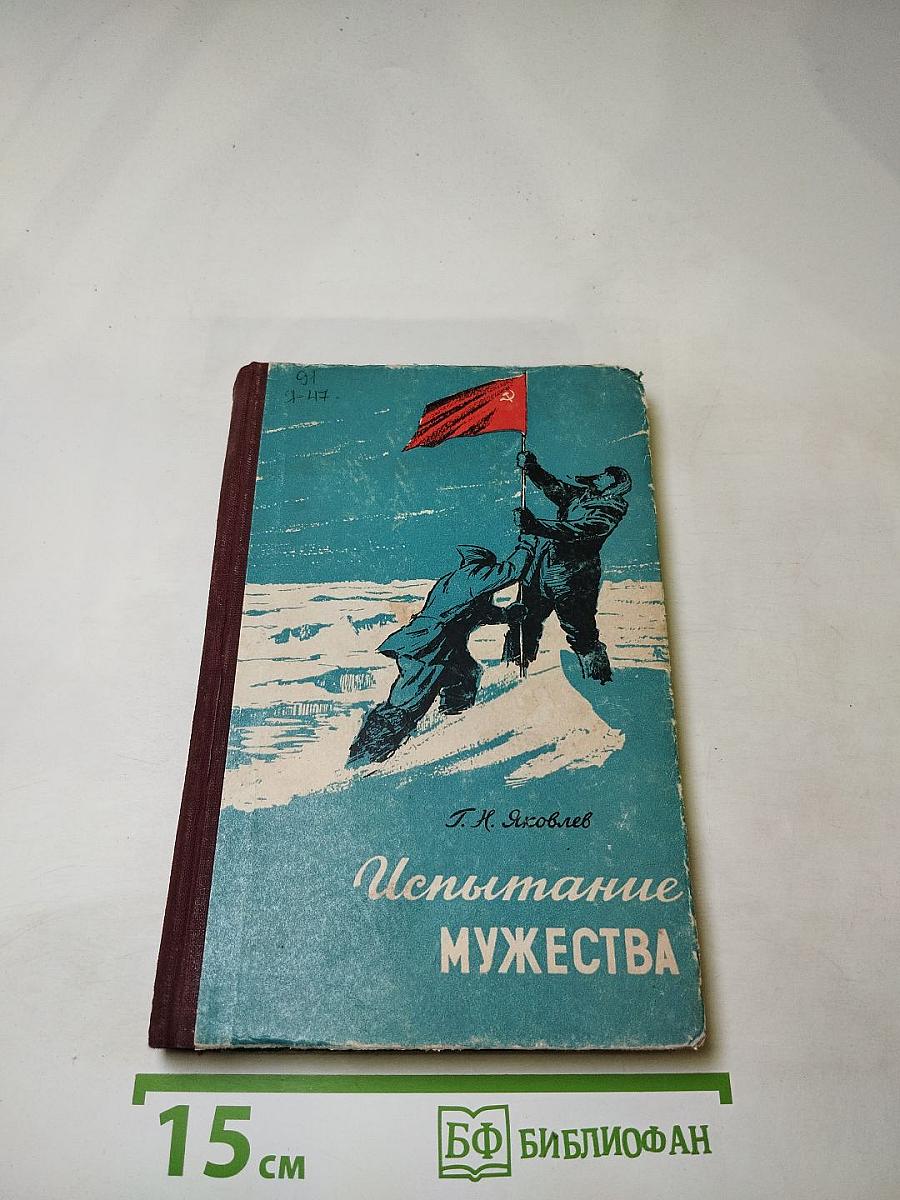 91
Я-47
Г. Н. Яковлев
Испытание
МУЖЕСТВА
15 см
БФ БИБЛИОФАН